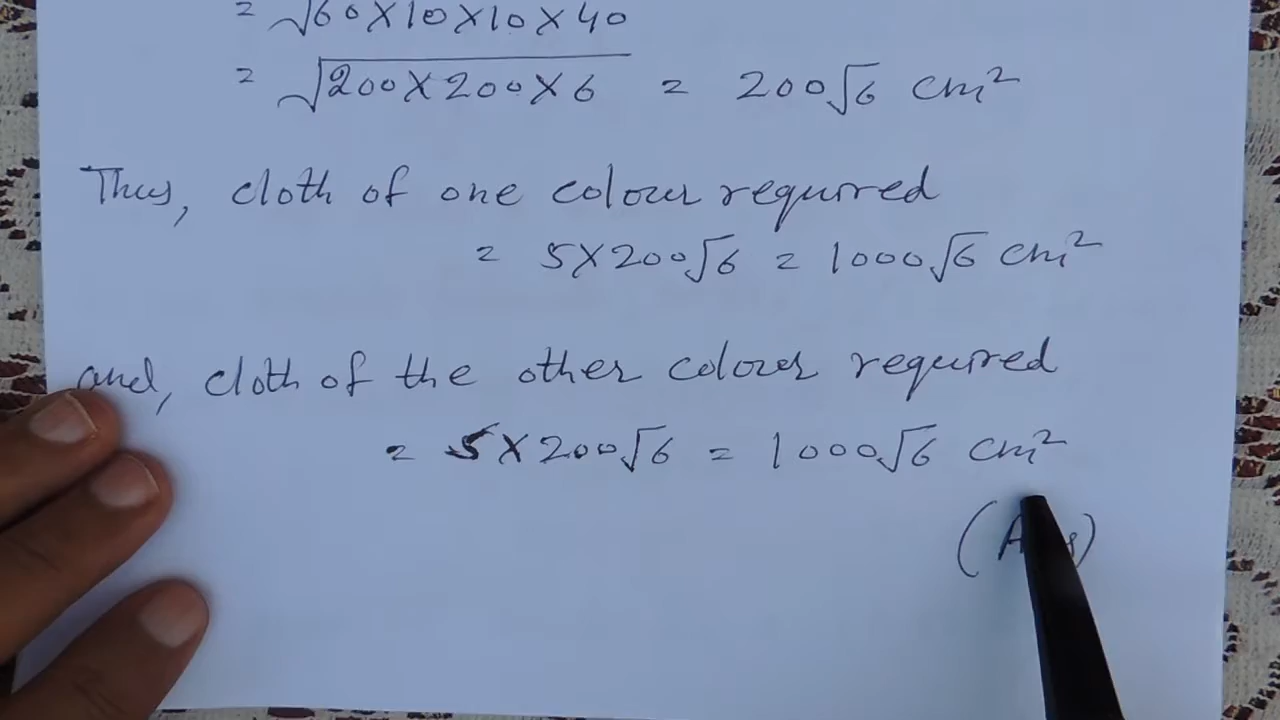 = √60×10×10×40
= √200×200×6 = 200√6 cm²
Thus, cloth of one colour required
= 5×200√6 = 1000√6 cm²
and, cloth of the other colour required
= 5×200√6 = 1000√6 cm²